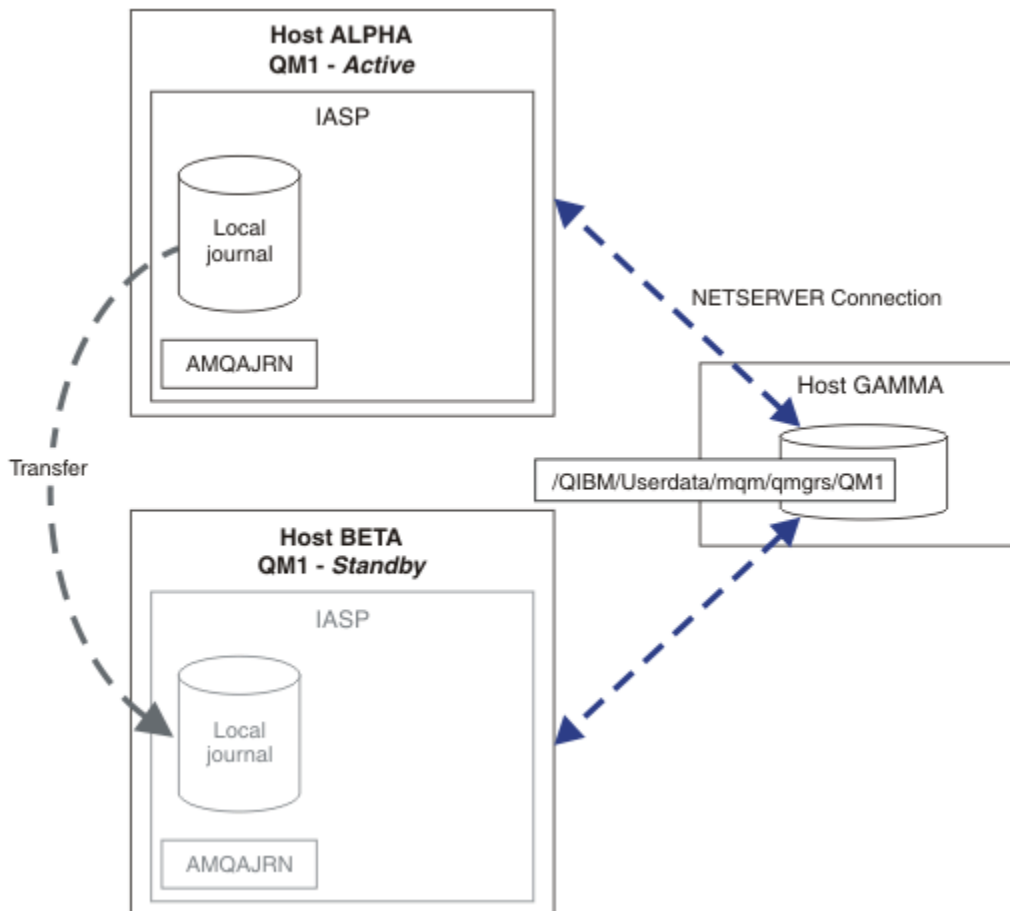 Host ALPHA
QM1 - Active
IASP
Local
journal
AMQAJRN
NETSERVER Connection
Host GAMMA
/QIBM/Userdata/mqm/qmgrs/QM1
Transfer
Host BETA
QM1 - Standby
IASP
Local
journal
AMQAJRN